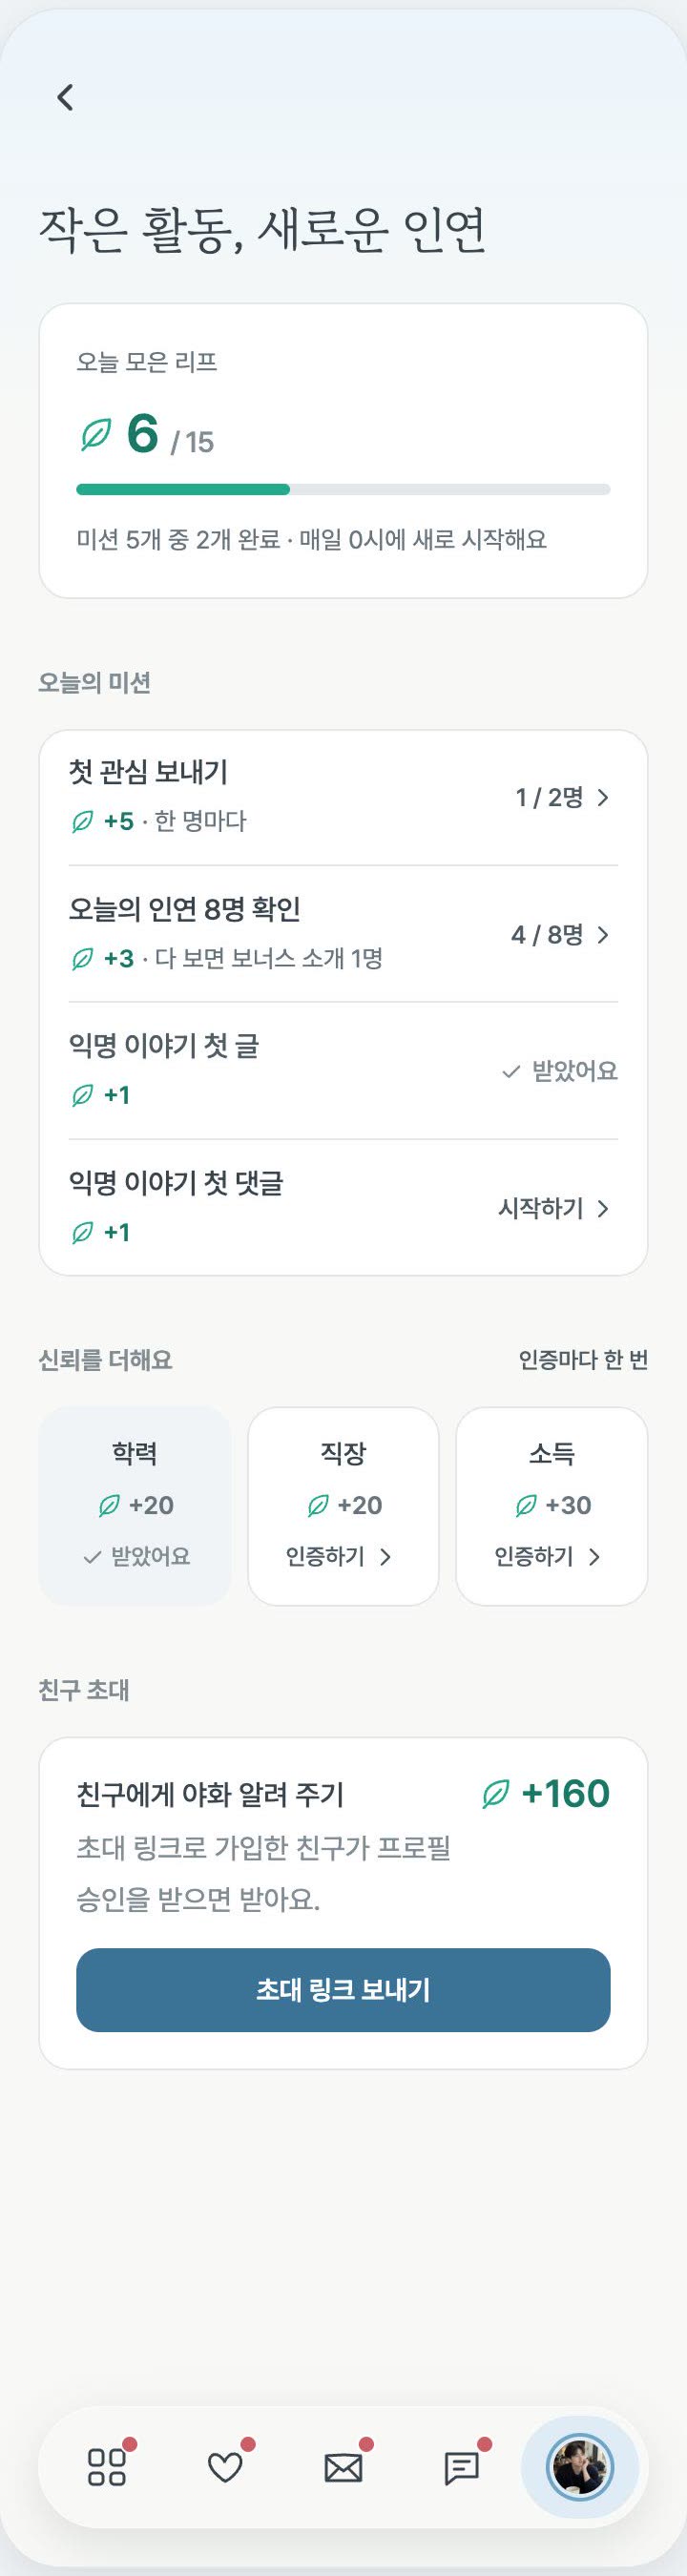 작은 활동, 새로운 인연
오늘 모은 리프
6 / 15
미션 5개 중 2개 완료 · 매일 0시에 새로 시작해요
오늘의 미션
첫 관심 보내기
+5 · 한 명마다
1 / 2명
오늘의 인연 8명 확인
+3 · 다 보면 보너스 소개 1명
4 / 8명
익명 이야기 첫 글
+1
받았어요
익명 이야기 첫 댓글
+1
시작하기
신뢰를 더해요
인증마다 한 번
학력
+20
받았어요
직장
+20
인증하기
소득
+30
인증하기
친구 초대
친구에게 야화 알려 주기
+160
초대 링크로 가입한 친구가 프로필
승인을 받으면 받아요.
초대 링크 보내기